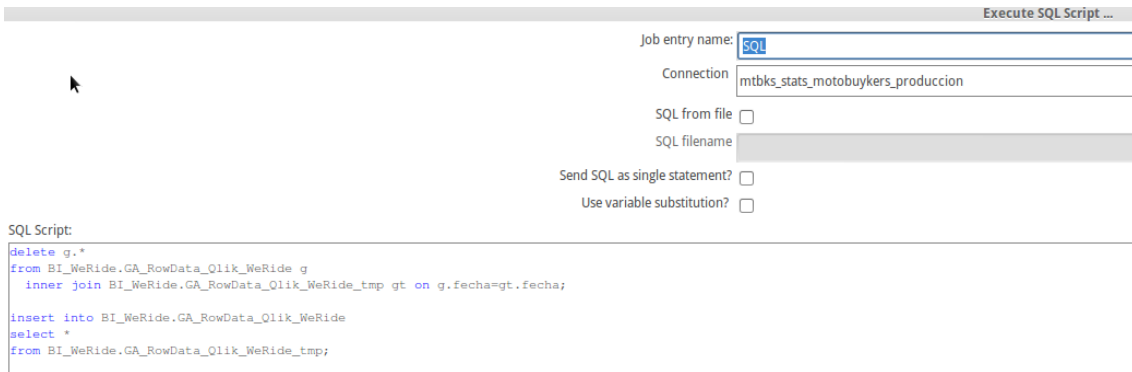 Execute SQL Script ...
Job entry name: SQL
Connection mtbks_stats_motobuykers_produccion
SQL from file
SQL filename
Send SQL as single statement?
Use variable substitution?
SQL Script:
delete g.*
from BI_WeRide.GA_RowData_Qlik_WeRide g
  inner join BI_WeRide.GA_RowData_Qlik_WeRide_tmp gt on g.fecha=gt.fecha;
insert into BI_WeRide.GA_RowData_Qlik_WeRide
select *
from BI_WeRide.GA_RowData_Qlik_WeRide_tmp;